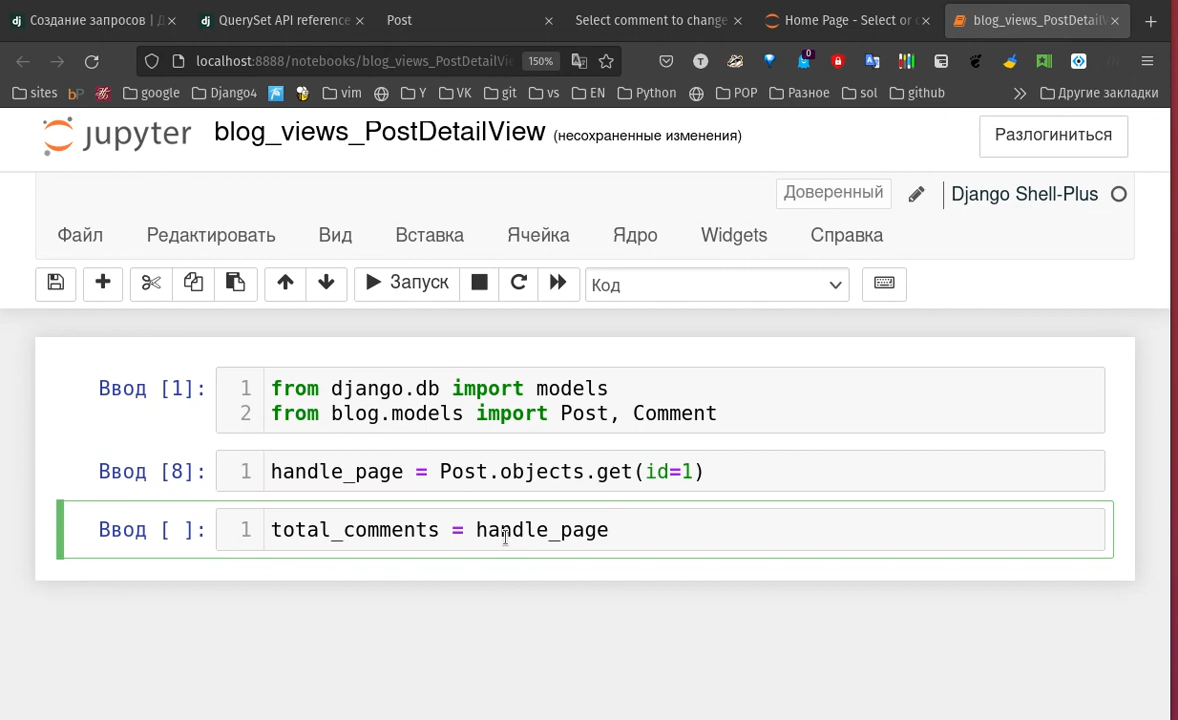 Создание запросов | Д
QuerySet API reference
Post
Select comment to change
Home Page - Select or c
blog_views_PostDetailV
localhost:8888/notebooks/blog_views_PostDetailVi
150%
sites
bP
google
Django4
vim
Y
VK
git
vs
EN
Python
POP
Разное
sol
github
Другие закладки
jupyter
blog_views_PostDetailView (несохраненные изменения)
Разлогиниться
Доверенный
Django Shell-Plus
Файл
Редактировать
Вид
Вставка
Ячейка
Ядро
Widgets
Справка
Запуск
Код
Ввод [1]:
1 from django.db import models
2 from blog.models import Post, Comment
Ввод [8]:
1 handle_page = Post.objects.get(id=1)
Ввод [ ]:
1 total_comments = handle_page